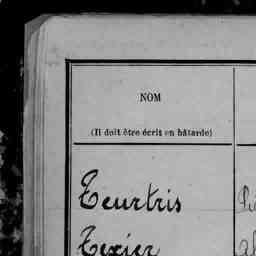 NOM
(Il doit être écrit en bâtarde)
Teurtris
Texier